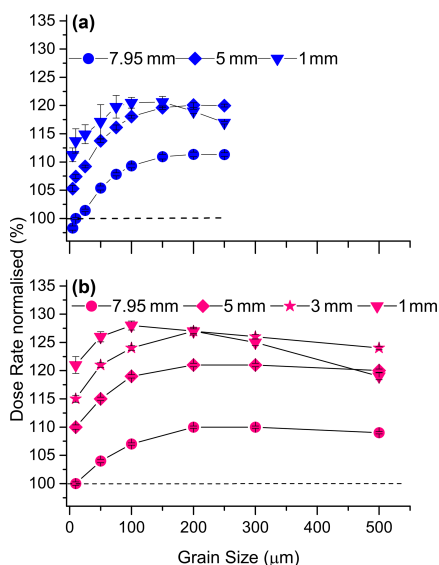 (a)
7.95 mm 5 mm 1 mm
135
130
125
120
115
110
105
100
(b)
7.95 mm 5 mm 3 mm 1 mm
135
130
125
120
115
110
105
100
0 100 200 300 400 500
Dose Rate normalised (%)
Grain Size (μm)